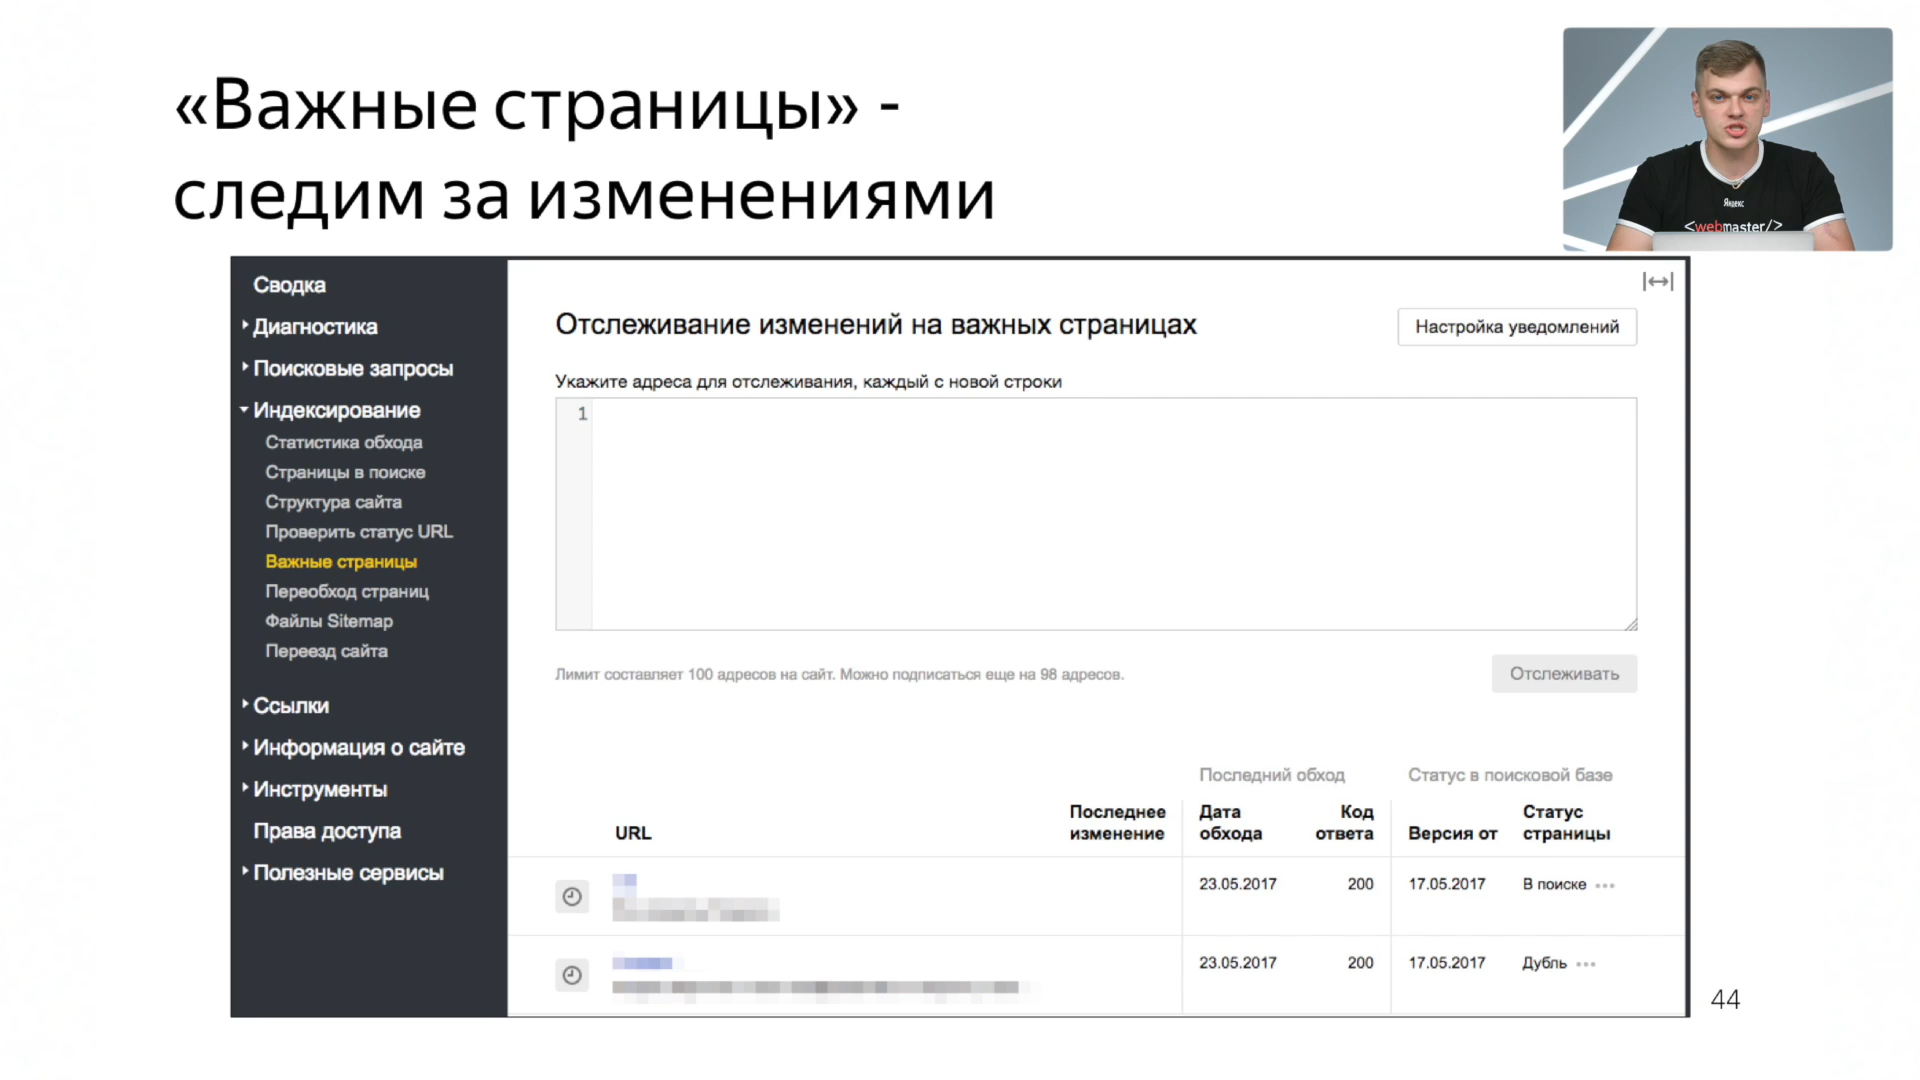 «Важные страницы» -
следим за изменениями
Яндекс
<webmaster/>
Сводка
Диагностика
Поисковые запросы
Индексирование
Статистика обхода
Страницы в поиске
Структура сайта
Проверить статус URL
Важные страницы
Переобход страниц
Файлы Sitemap
Переезд сайта
Ссылки
Информация о сайте
Инструменты
Права доступа
Полезные сервисы
Отслеживание изменений на важных страницах
Настройка уведомлений
Укажите адреса для отслеживания, каждый с новой строки
1
Лимит составляет 100 адресов на сайт. Можно подписаться еще на 98 адресов.
Отслеживать
Последний обход
Статус в поисковой базе
URL
Последнее изменение
Дата обхода
Код ответа
Версия от
Статус страницы
23.05.2017 200 17.05.2017 В поиске
23.05.2017 200 17.05.2017 Дубль
44